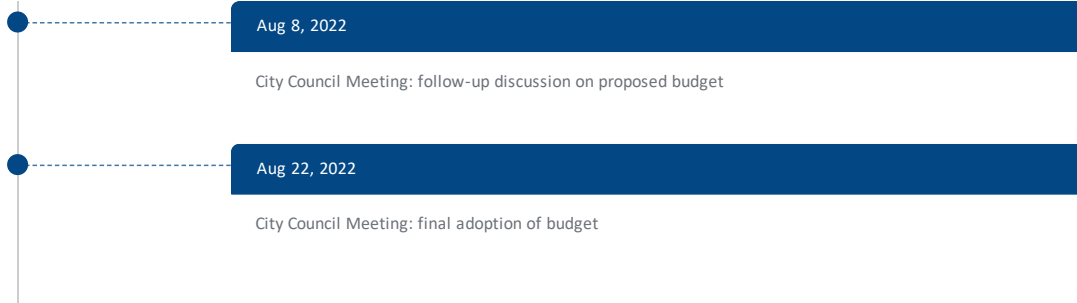 Aug 8, 2022
City Council Meeting: follow-up discussion on proposed budget
Aug 22, 2022
City Council Meeting: final adoption of budget